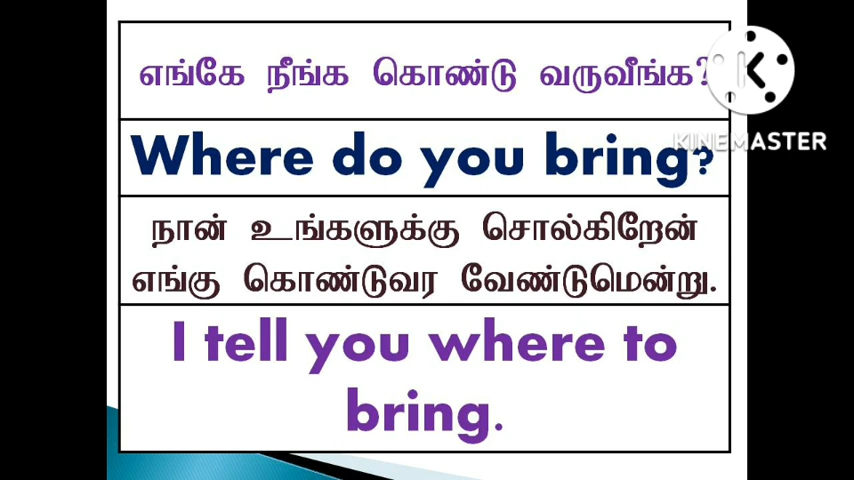 எங்கே நீங்க கொண்டு வருவீங்க?
KINEMASTER
Where do you bring?
நான் உங்களுக்கு சொல்கிறேன்
எங்கு கொண்டுவர வேண்டுமென்று.
I tell you where to
bring.